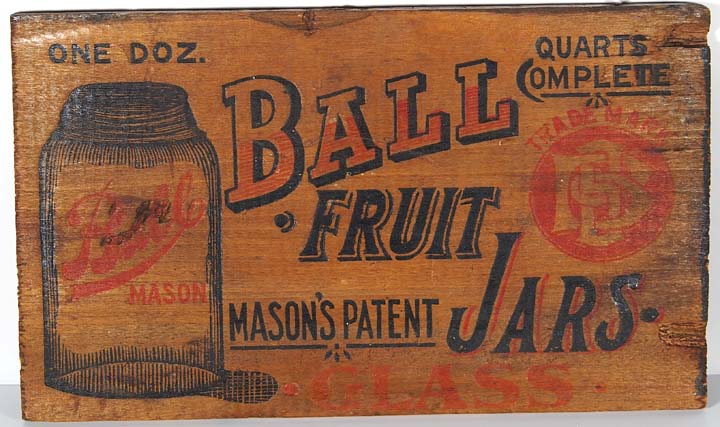 ONE DOZ.
QUARTS
COMPLETE
BALL
TRADE MARK
FRUIT
Ball
MASON
JARS.
MASON'S PATENT
GLASS